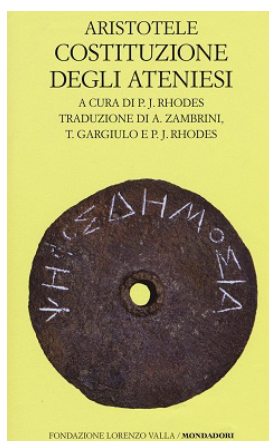 ARISTOTELE
COSTITUZIONE
DEGLI ATENIESI
A CURA DI P. J. RHODES
TRADUZIONE DI A. ZAMBRINI,
T. GARGIULO E P. J. RHODES
ΨΗΦΟΣ ΔΗΜΟΣΙΑ
FONDAZIONE LORENZO VALLA / MONDADORI